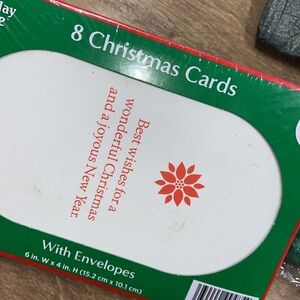 8 Christmas Cards
Best wishes for a
wonderful Christmas
and a joyous New Year.
With Envelopes
6 in. W x 4 in. H (15.2 cm x 10.1 cm)